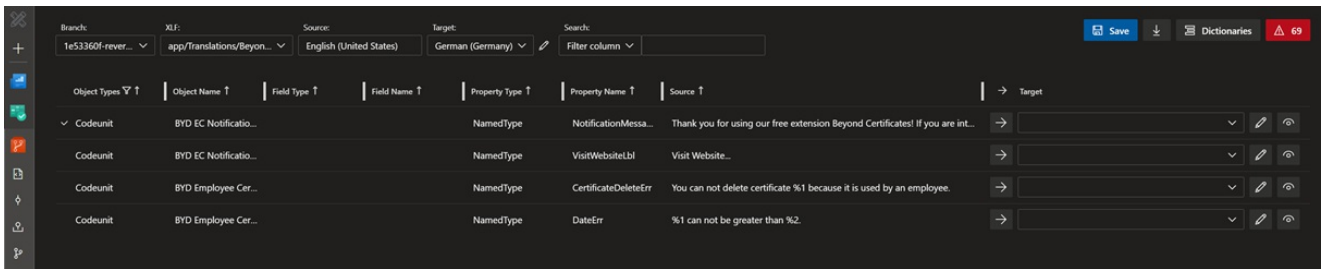 Branch: XLF: Source: Target: Search:
1e53360f-rever... app/Translations/Beyon... English (United States) German (Germany) Filter column Save Dictionaries 69
Object Types Object Name Field Type Field Name Property Type Property Name Source Target
Codeunit BYD EC Notificatio... NamedType NotificationMessa... Thank you for using our free extension Beyond Certificates! If you are int...
Codeunit BYD EC Notificatio... NamedType VisitWebsiteLbl Visit Website...
Codeunit BYD Employee Cer... NamedType CertificateDeleteErr You can not delete certificate %1 because it is used by an employee.
Codeunit BYD Employee Cer... NamedType DateErr %1 can not be greater than %2.